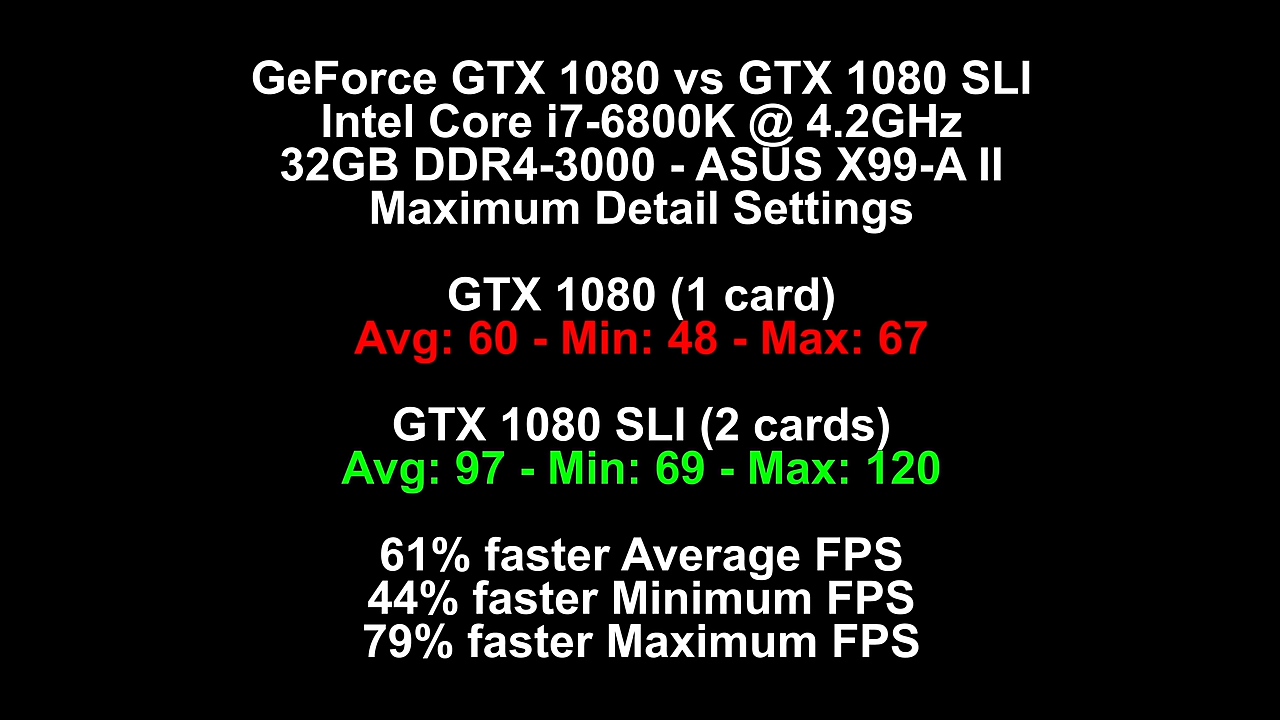 GeForce GTX 1080 vs GTX 1080 SLI
Intel Core i7-6800K @ 4.2GHz
32GB DDR4-3000 - ASUS X99-A II
Maximum Detail Settings
GTX 1080 (1 card)
Avg: 60 - Min: 48 - Max: 67
GTX 1080 SLI (2 cards)
Avg: 97 - Min: 69 - Max: 120
61% faster Average FPS
44% faster Minimum FPS
79% faster Maximum FPS